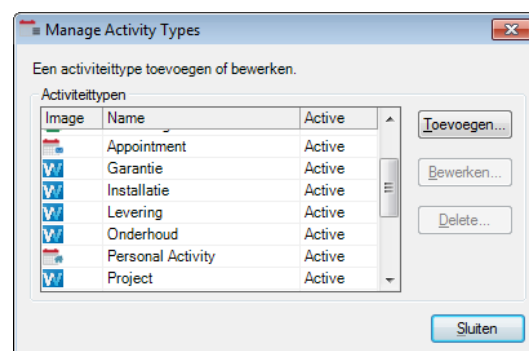 Manage Activity Types
Een activiteittype toevoegen of bewerken.
Activiteittypen
Image Name Active
Appointment Active
Garantie Active
Installatie Active
Levering Active
Onderhoud Active
Personal Activity Active
Project Active
Toevoegen...
Bewerken...
Delete...
Sluiten